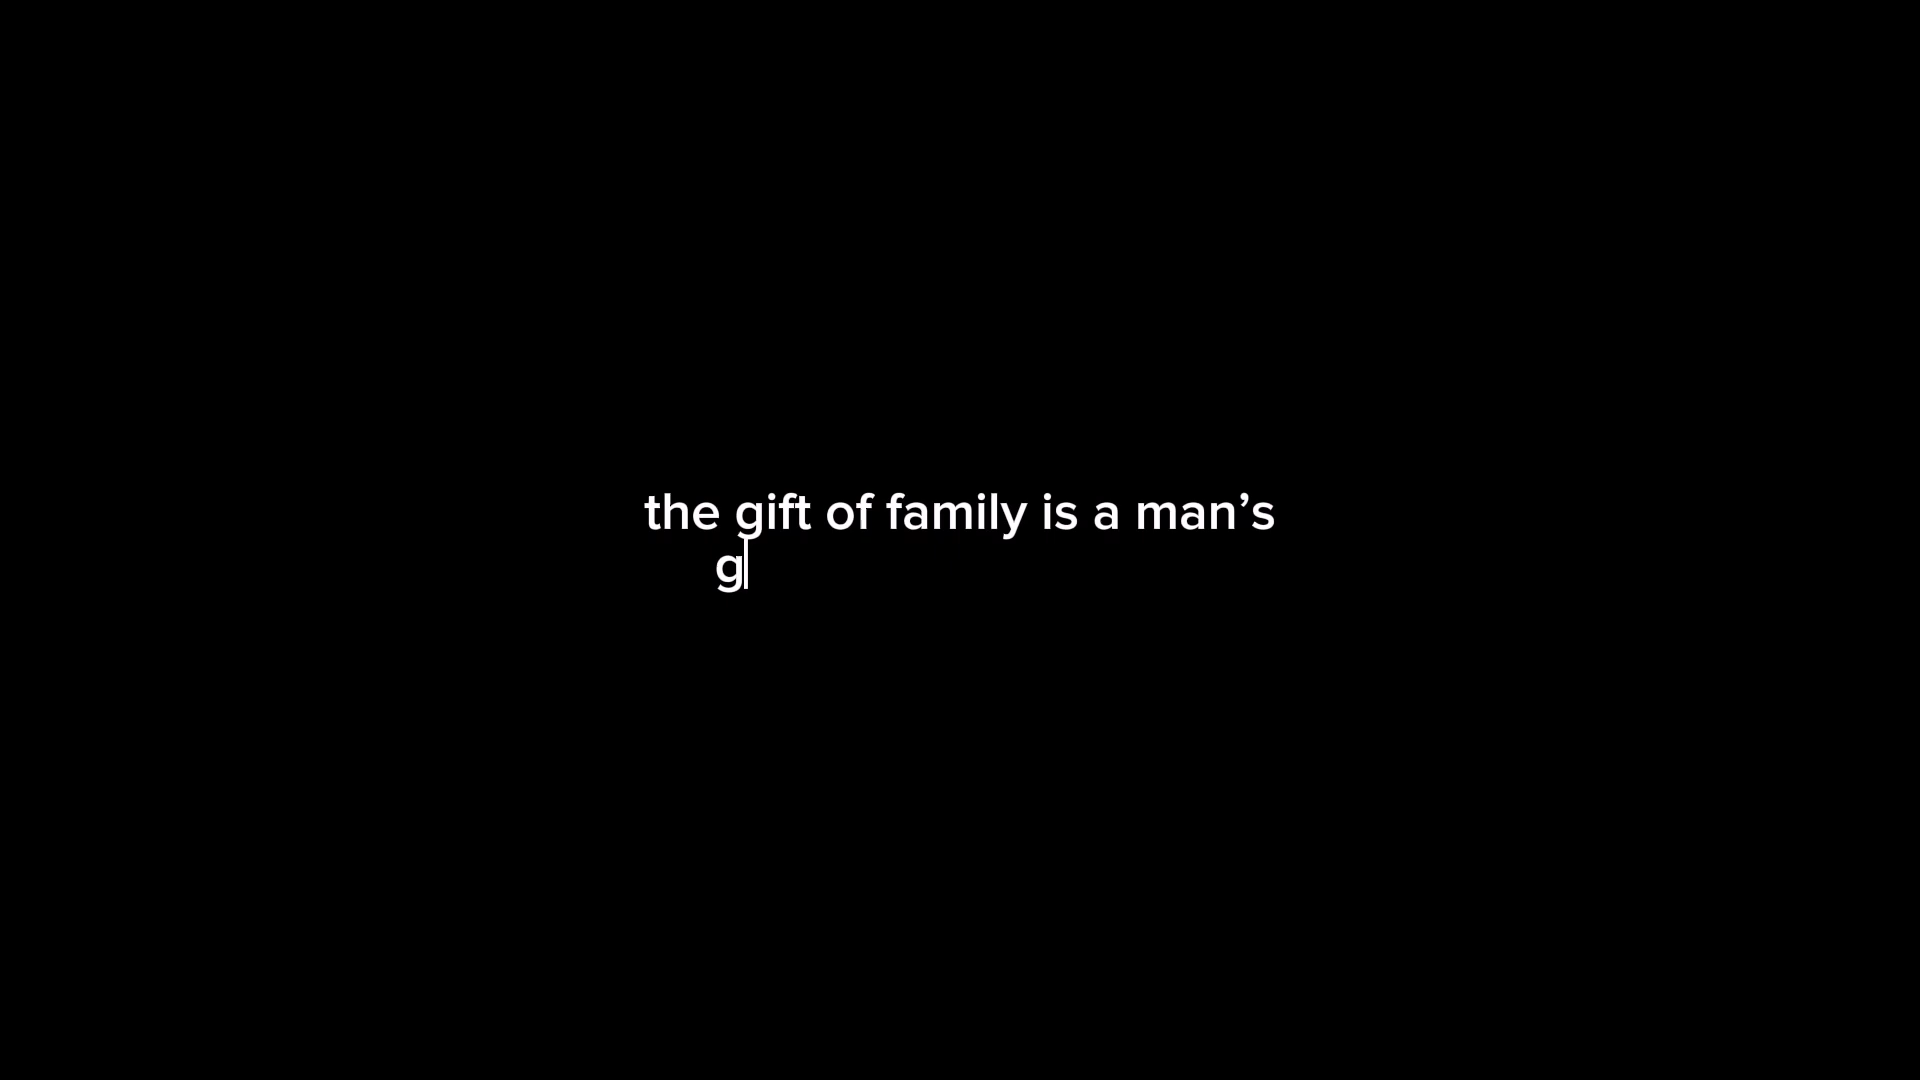 the gift of family is a man’s
g